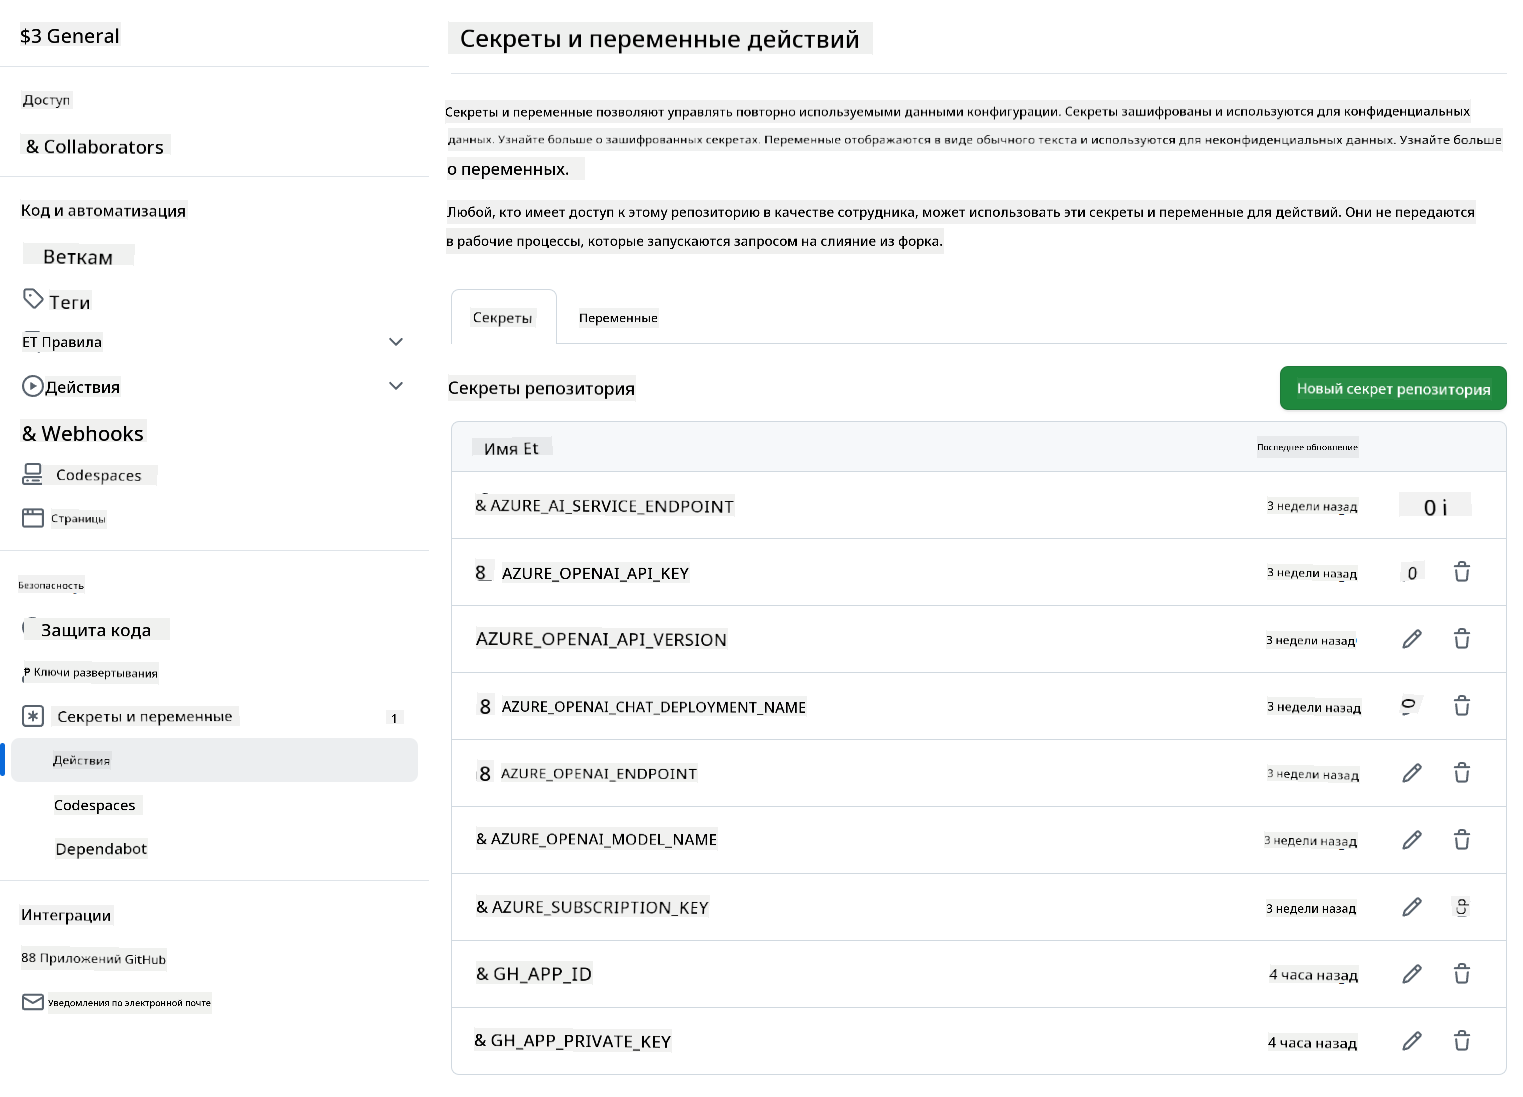 $3 General
Доступ
& Collaborators
Код и автоматизация
Веткам
Теги
ET Правила
Действия
& Webhooks
Codespaces
Страницы
Безопасность
Защита кода
Ключи развертывания
Секреты и переменные 1
Действия
Codespaces
Dependabot
Интеграции
88 Приложений GitHub
Уведомления по электронной почте
Секреты и переменные действий
Секреты и переменные позволяют управлять повторно используемыми данными конфигурации. Секреты зашифрованы и используются для конфиденциальных
данных. Узнайте больше о зашифрованных секретах. Переменные отображаются в виде обычного текста и используются для неконфиденциальных данных. Узнайте больше
о переменных.
Любой, кто имеет доступ к этому репозиторию в качестве сотрудника, может использовать эти секреты и переменные для действий. Они не передаются
в рабочие процессы, которые запускаются запросом на слияние из форка.
Секреты Переменные
Секреты репозитория Новый секрет репозитория
Имя Et Последнее обновление
& AZURE_AI_SERVICE_ENDPOINT 3 недели назад 0 i
8 AZURE_OPENAI_API_KEY 3 недели назад 0
AZURE_OPENAI_API_VERSION 3 недели назад
8 AZURE_OPENAI_CHAT_DEPLOYMENT_NAME 3 недели назад
8 AZURE_OPENAI_ENDPOINT 3 недели назад
& AZURE_OPENAI_MODEL_NAME 3 недели назад
& AZURE_SUBSCRIPTION_KEY 3 недели назад
& GH_APP_ID 4 часа назад
& GH_APP_PRIVATE_KEY 4 часа назад